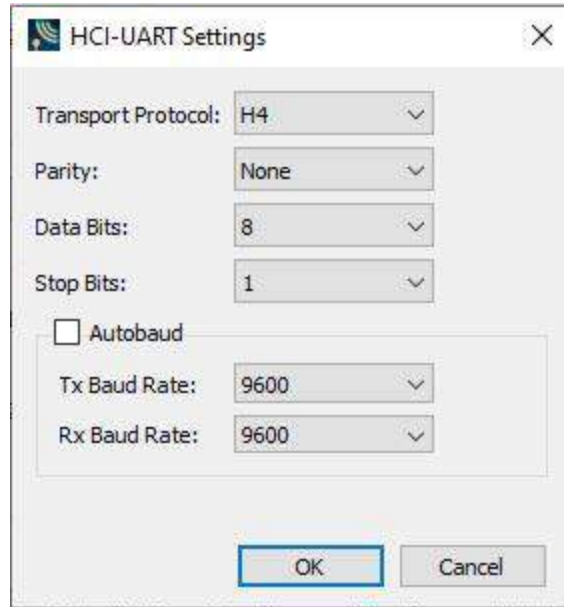 HCI-UART Settings
Transport Protocol: H4
Parity: None
Data Bits: 8
Stop Bits: 1
Autobaud
Tx Baud Rate: 9600
Rx Baud Rate: 9600
OK Cancel